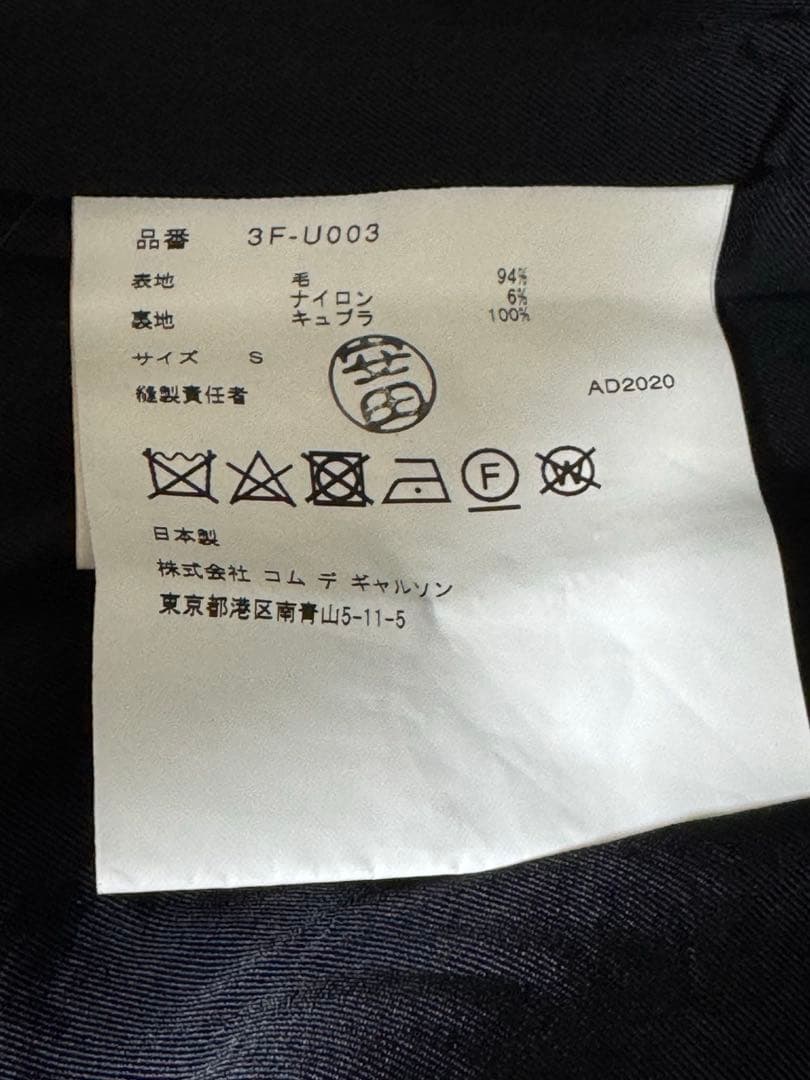 品番 3F-U003
表地 毛 94%
ナイロン 6%
裏地 キュプラ 100%
サイズ S
縫製責任者 AD2020
F W
日本製
株式会社 コム デ ギャルソン
東京都港区南青山5-11-5